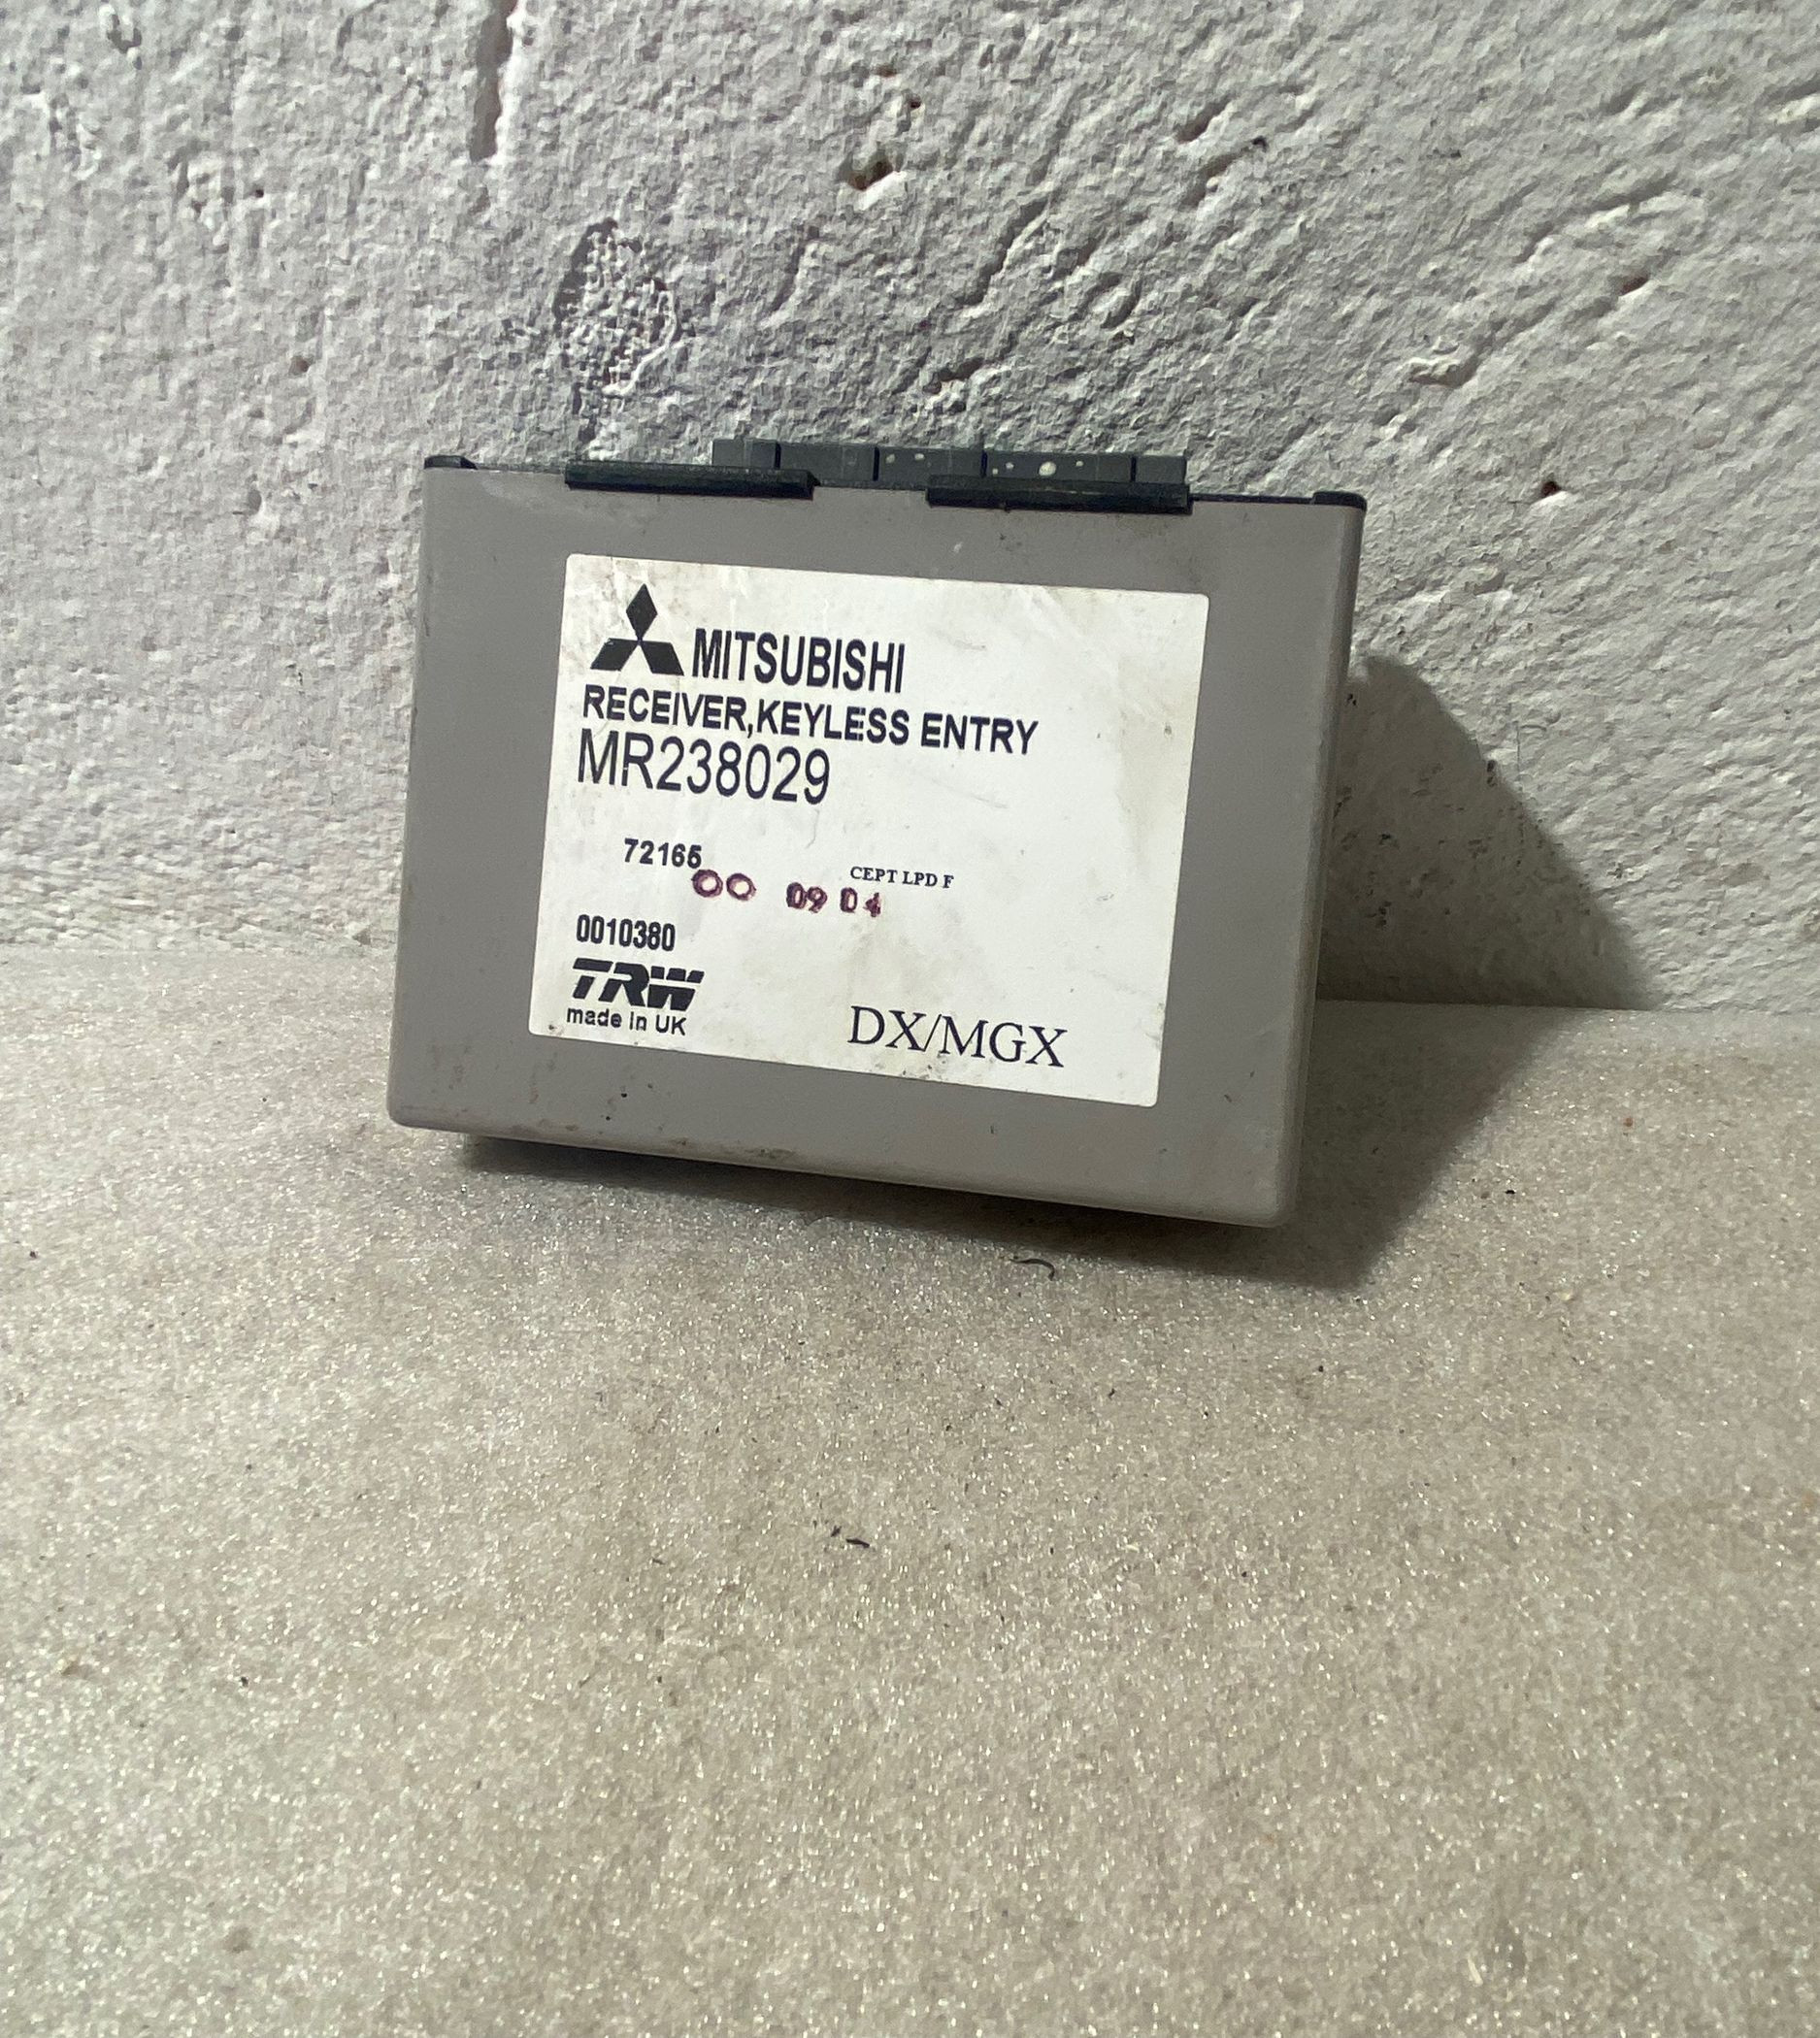 MITSUBISHI
RECEIVER,KEYLESS ENTRY
MR238029
72165
CEPT LPD F
00 09 04
0010380
TRW
made in UK
DX/MGX